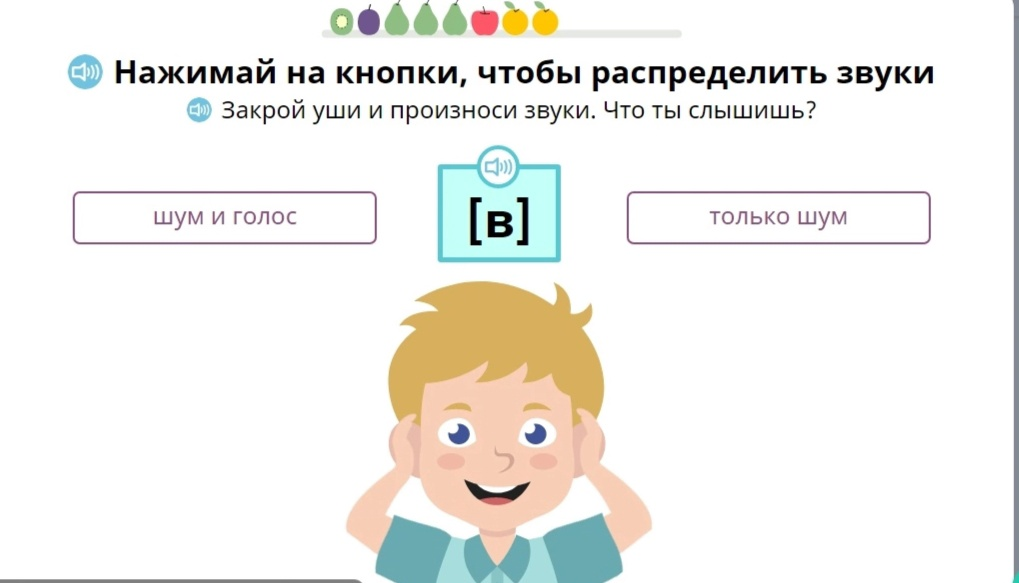 Нажимай на кнопки, чтобы распределить звуки
Закрой уши и произноси звуки. Что ты слышишь?
шум и голос
[в]
только шум